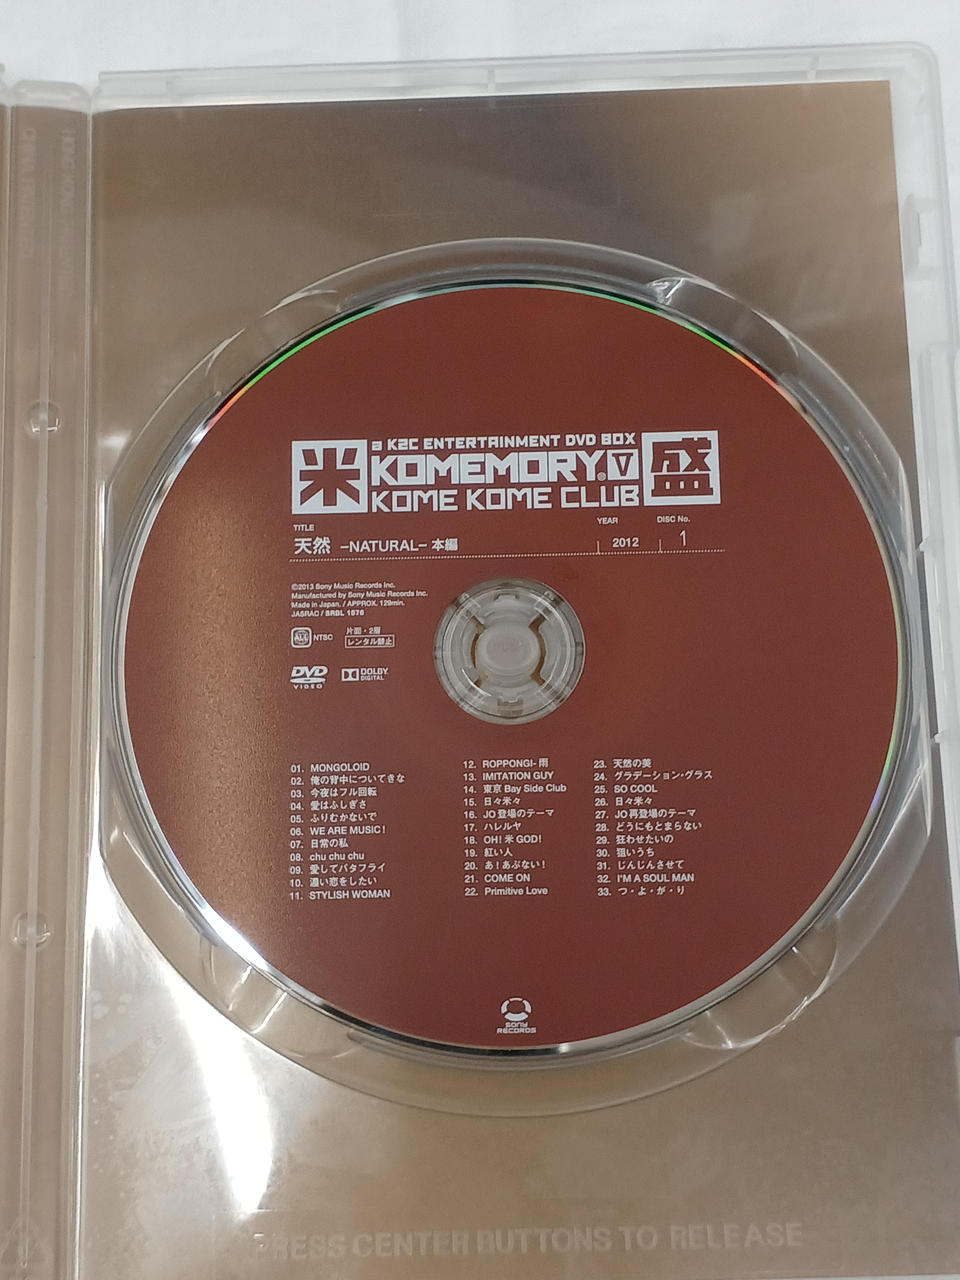 米
a K2C ENTERTAINMENT DVD BOX
KOMEMORY. V
KOME KOME CLUB
盛
TITLE
YEAR
DISC No.
天然 –NATURAL– 本編
2012
1
©2013 Sony Music Records Inc.
Manufactured by Sony Music Records Inc.
Made in Japan. / APPROX. 129min.
JASRAC / SRBL 1576
ALL NTSC
片面・2層
レンタル禁止
DVD VIDEO
DOLBY DIGITAL
01. MONGOLOID
02. 俺の背中についてきな
03. 今夜はフル回転
04. 愛はふしぎさ
05. ふりむかないで
06. WE ARE MUSIC!
07. 日常の私
08. chu chu chu
09. 愛してバタフライ
10. 濃い恋をしたい
11. STYLISH WOMAN
12. ROPPONGI-雨
13. IMITATION GUY
14. 東京 Bay Side Club
15. 日々米々
16. JO登場のテーマ
17. ハレルヤ
18. OH! 米 GOD!
19. 紅い人
20. あ!あぶない!
21. COME ON
22. Primitive Love
23. 天然の美
24. グラデーション・グラス
25. SO COOL
26. 日々米々
27. JO再登場のテーマ
28. どうにもとまらない
29. 狂わせたいの
30. 狙いうち
31. じんじんさせて
32. I'M A SOUL MAN
33. つ・よ・が・り
SONY RECORDS
PRESS CENTER BUTTONS TO RELEASE